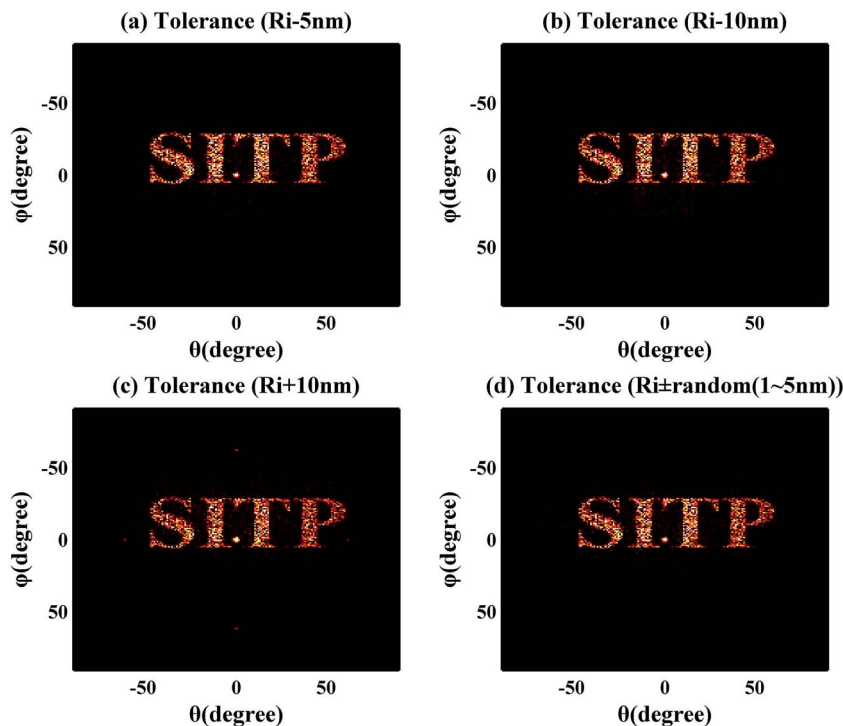 (a) Tolerance (Ri-5nm)
(b) Tolerance (Ri-10nm)
-50
φ(degree)
0
50
SITP
-50
0
50
θ(degree)
-50
φ(degree)
0
50
SITP
-50
0
50
θ(degree)
(c) Tolerance (Ri+10nm)
(d) Tolerance (Ri±random(1~5nm))
-50
φ(degree)
0
50
SITP
-50
0
50
θ(degree)
-50
φ(degree)
0
50
SITP
-50
0
50
θ(degree)